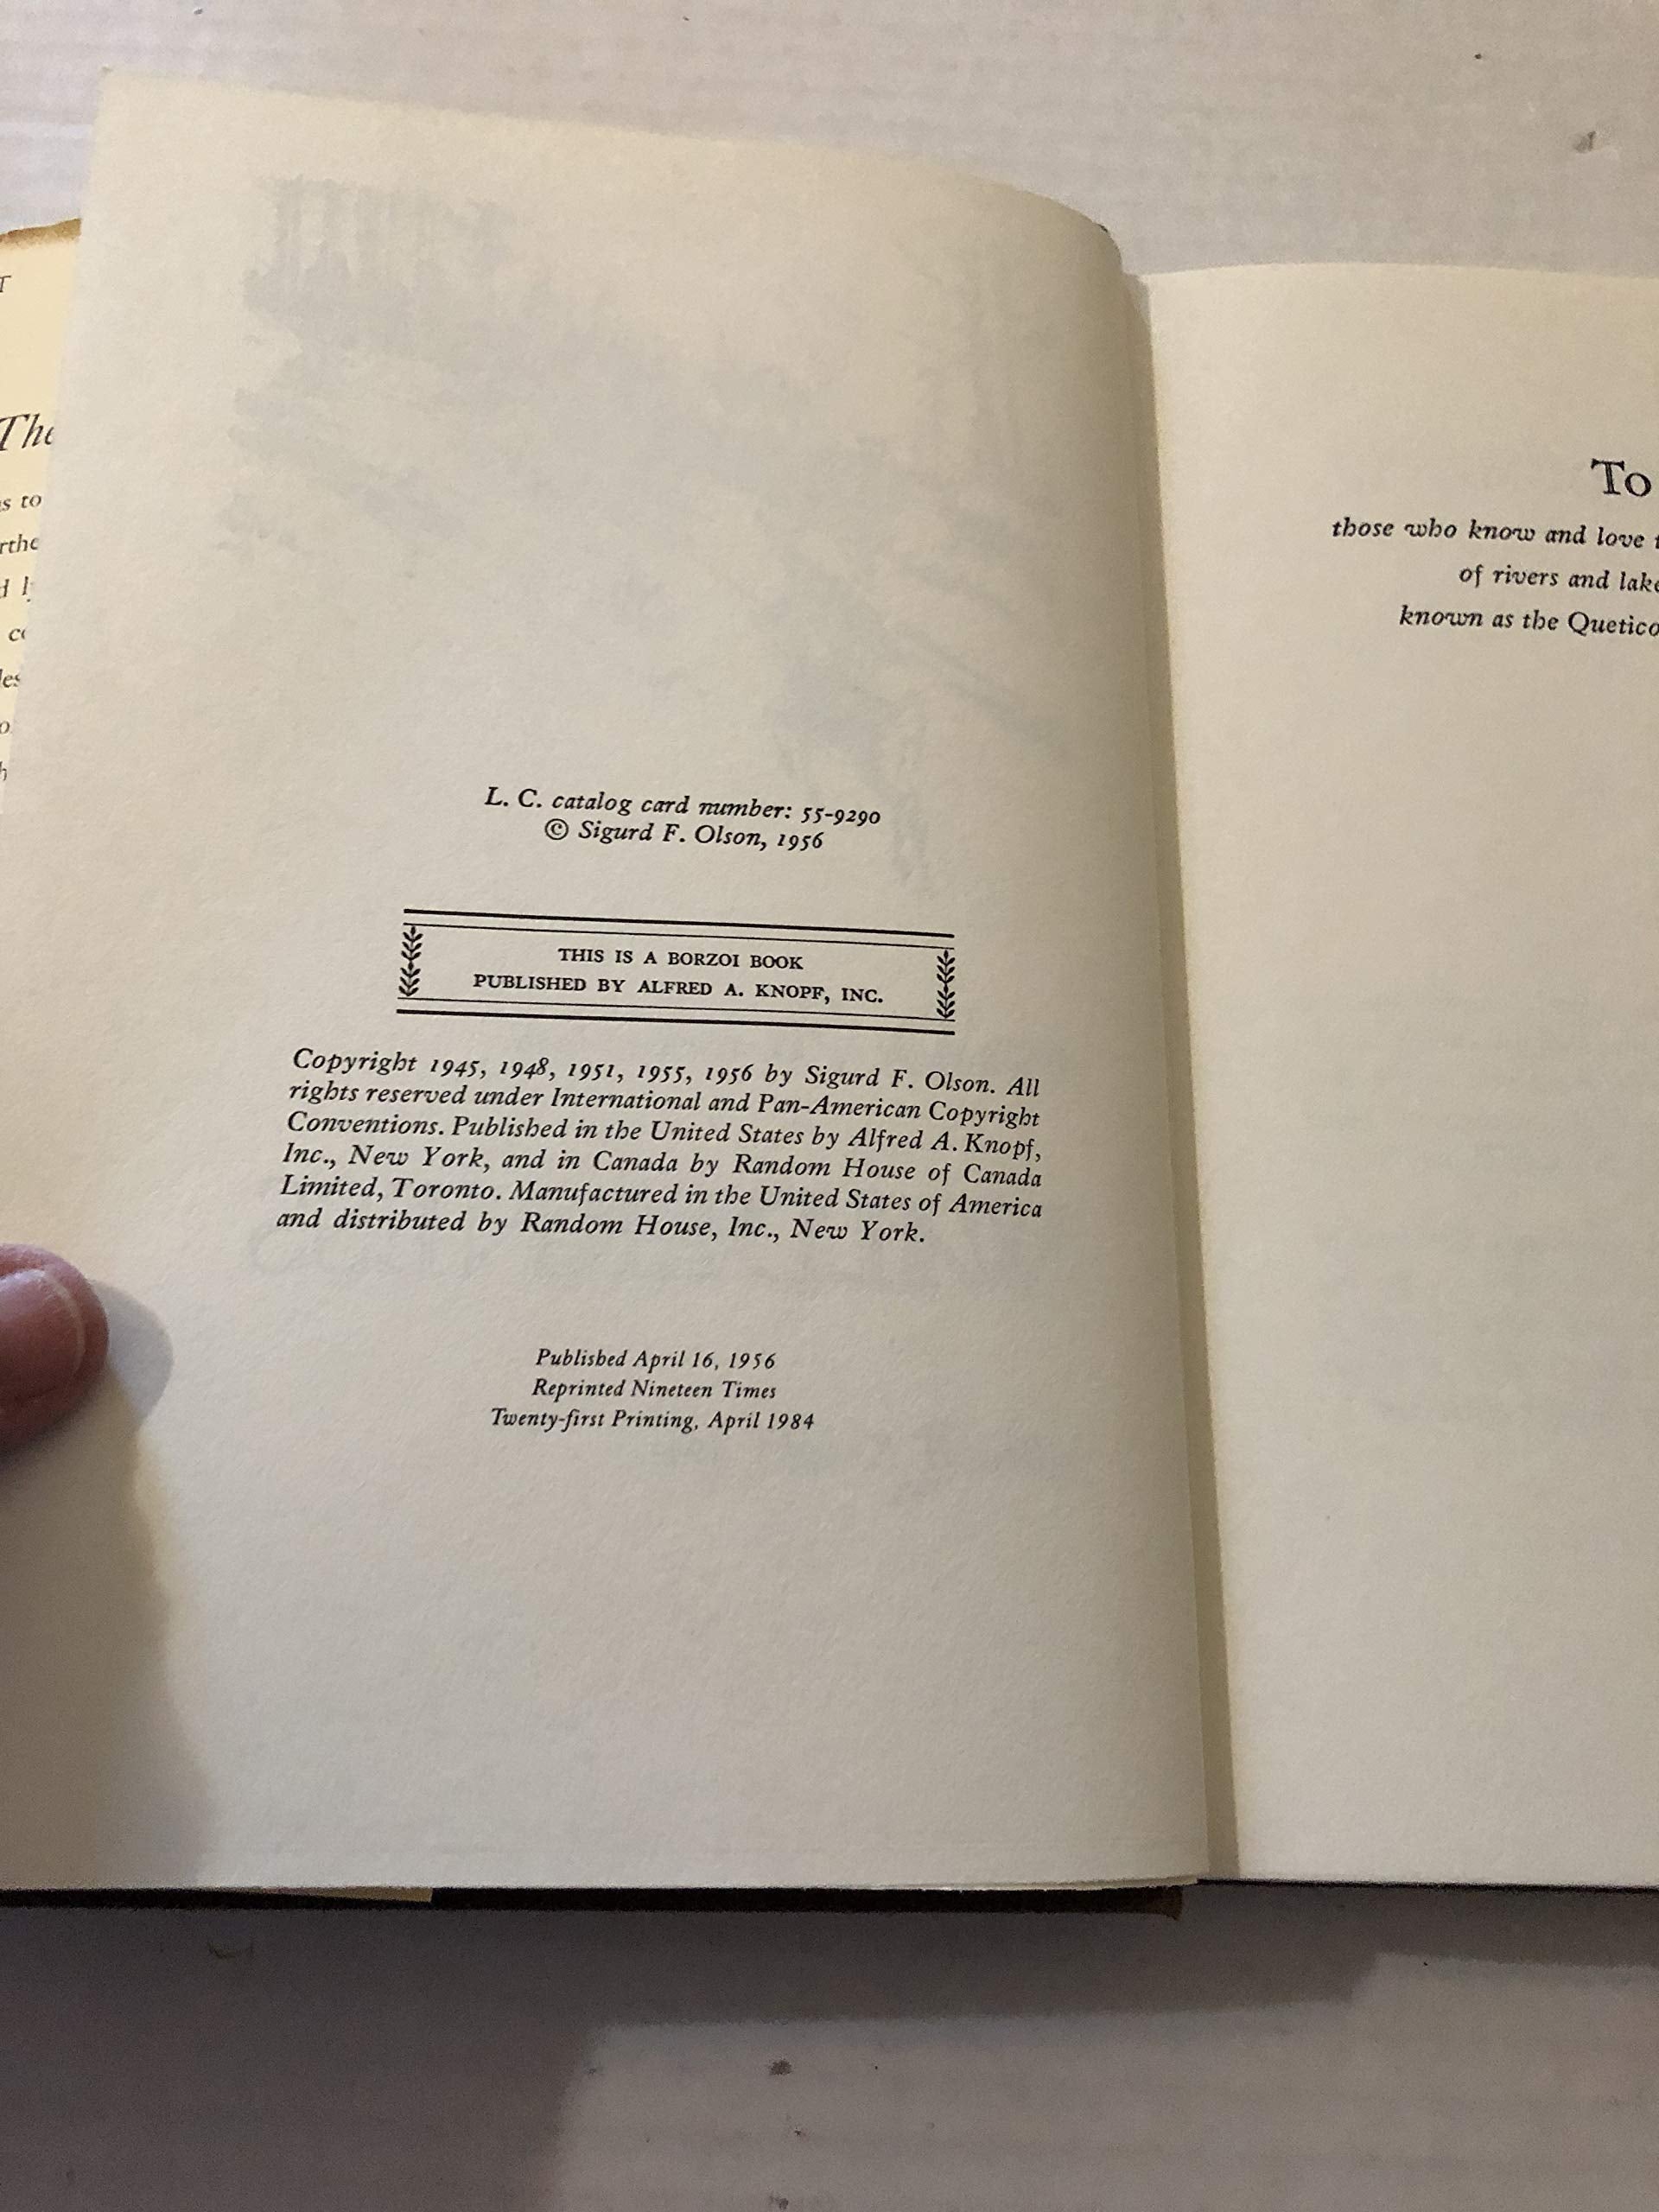 The
s to
L. C. catalog card number: 55-9290
© Sigurd F. Olson, 1956
THIS IS A BORZOI BOOK
PUBLISHED BY ALFRED A. KNOPF, INC.
Copyright 1945, 1948, 1951, 1955, 1956 by Sigurd F. Olson. All
rights reserved under International and Pan-American Copyright
Conventions. Published in the United States by Alfred A. Knopf,
Inc., New York, and in Canada by Random House of Canada
Limited, Toronto. Manufactured in the United States of America
and distributed by Random House, Inc., New York.
Published April 16, 1956
Reprinted Nineteen Times
Twenty-first Printing, April 1984
To
those who know and love
of rivers and lake
known as the Quetico